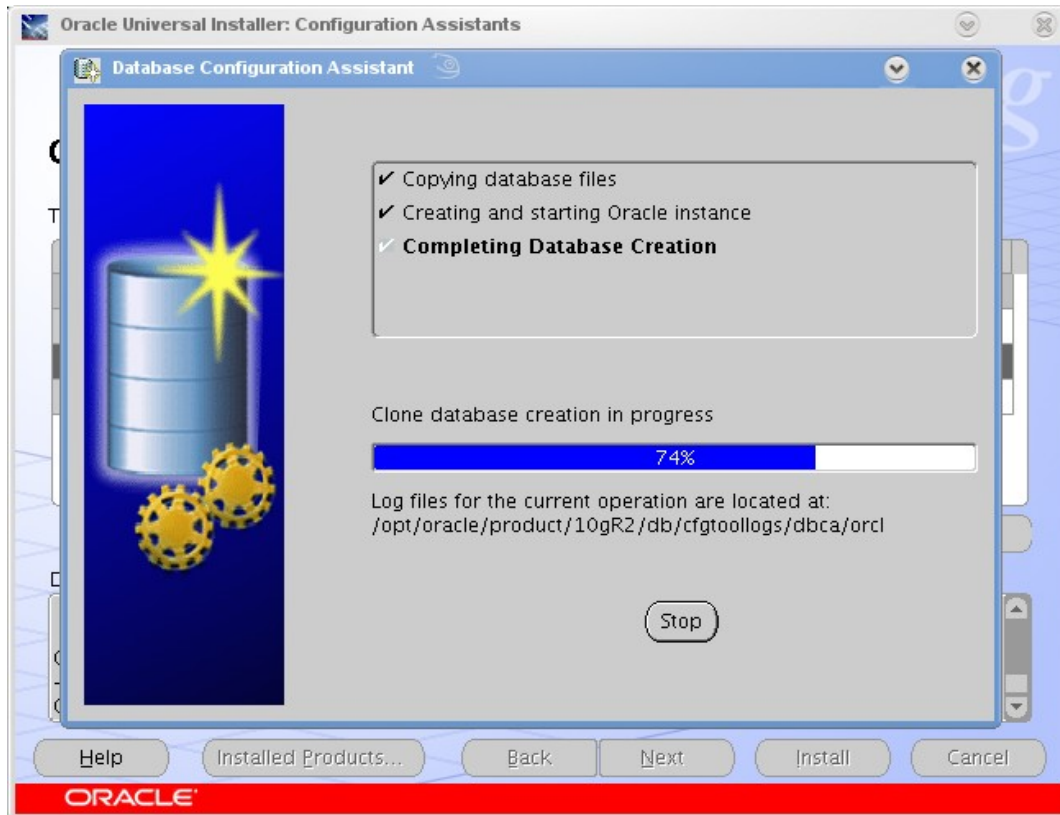 Oracle Universal Installer: Configuration Assistants
Database Configuration Assistant
g
Copying database files
Creating and starting Oracle instance
Completing Database Creation
Clone database creation in progress
74%
Log files for the current operation are located at:
/opt/oracle/product/10gR2/db/cfgtoollogs/dbca/orcl
Stop
Help
Installed Products...
Back
Next
Install
Cancel
ORACLE